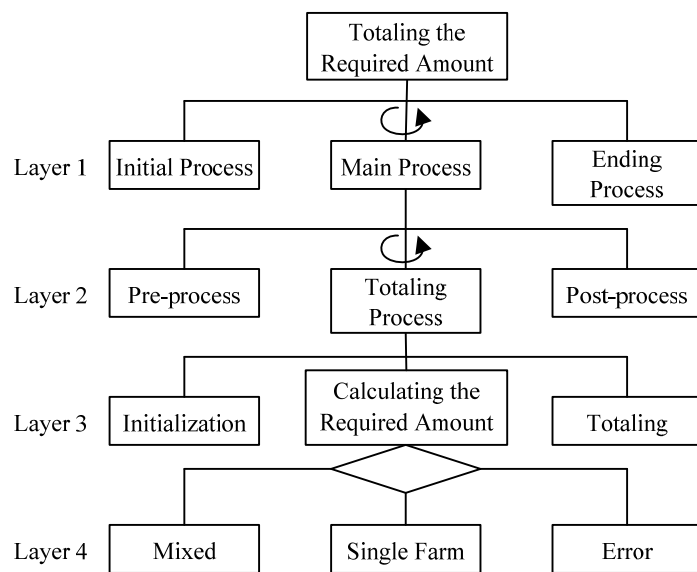 Totaling the
Required Amount
Layer 1
Initial Process
Main Process
Ending
Process
Layer 2
Pre-process
Totaling
Process
Post-process
Layer 3
Initialization
Calculating the
Required Amount
Totaling
Layer 4
Mixed
Single Farm
Error